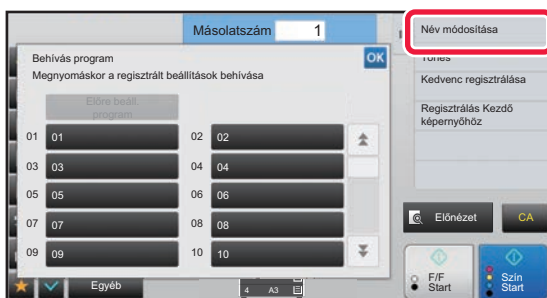 Másolatszám 1
Név módosítása
Behívás program
OK
Törlés
Megnyomáskor a regisztrált beállítások behívása
Kedvenc regisztrálása
Előre beált.
program
Regisztrálás Kezdő
képernyőhöz
01 01
02 02
03 03
04 04
05 05
06 06
07 07
08 08
09 09
10 10
Előnézet
CA
Egyéb
4 A3
F/F
Start
Szín
Start